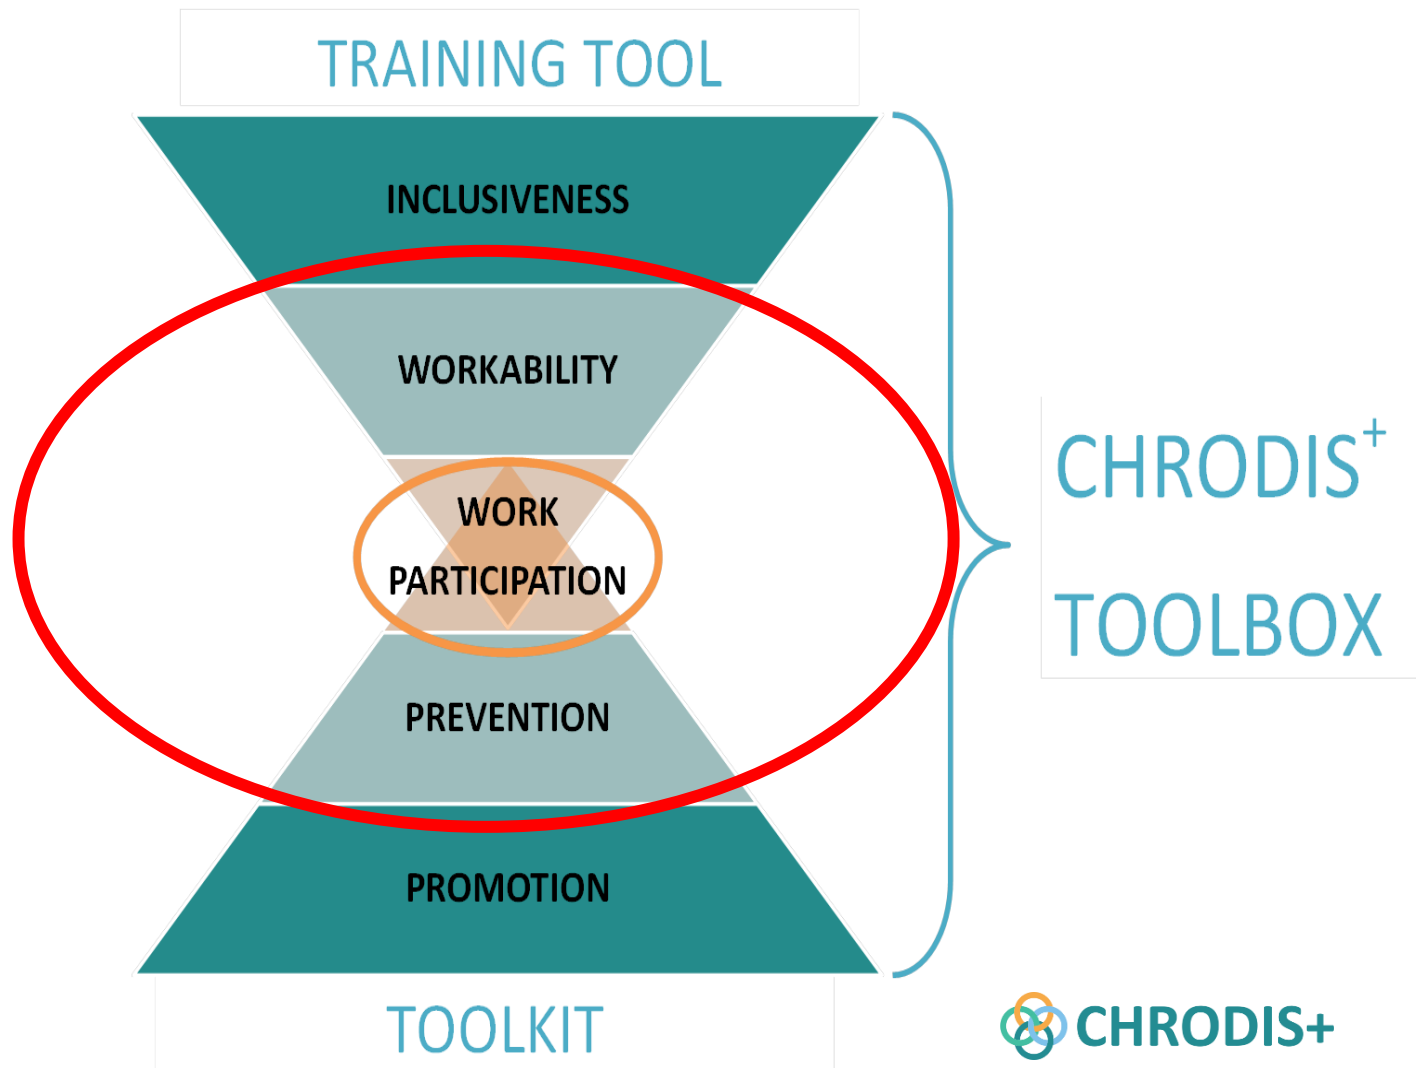 TRAINING TOOL
INCLUSIVENESS
WORKABILITY
WORK
PARTICIPATION
PREVENTION
PROMOTION
TOOLKIT
CHRODIS+
TOOLBOX
CHRODIS+